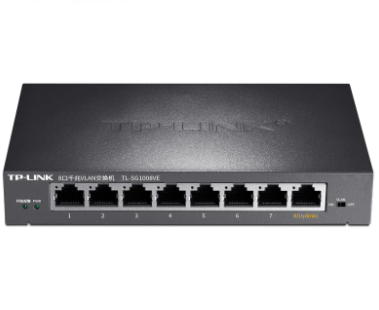 TP-LINK
TP-LINK 8口千兆VLAN交换机 TL-SG1008VE
1 2 3 4 5 6 7
VLAN